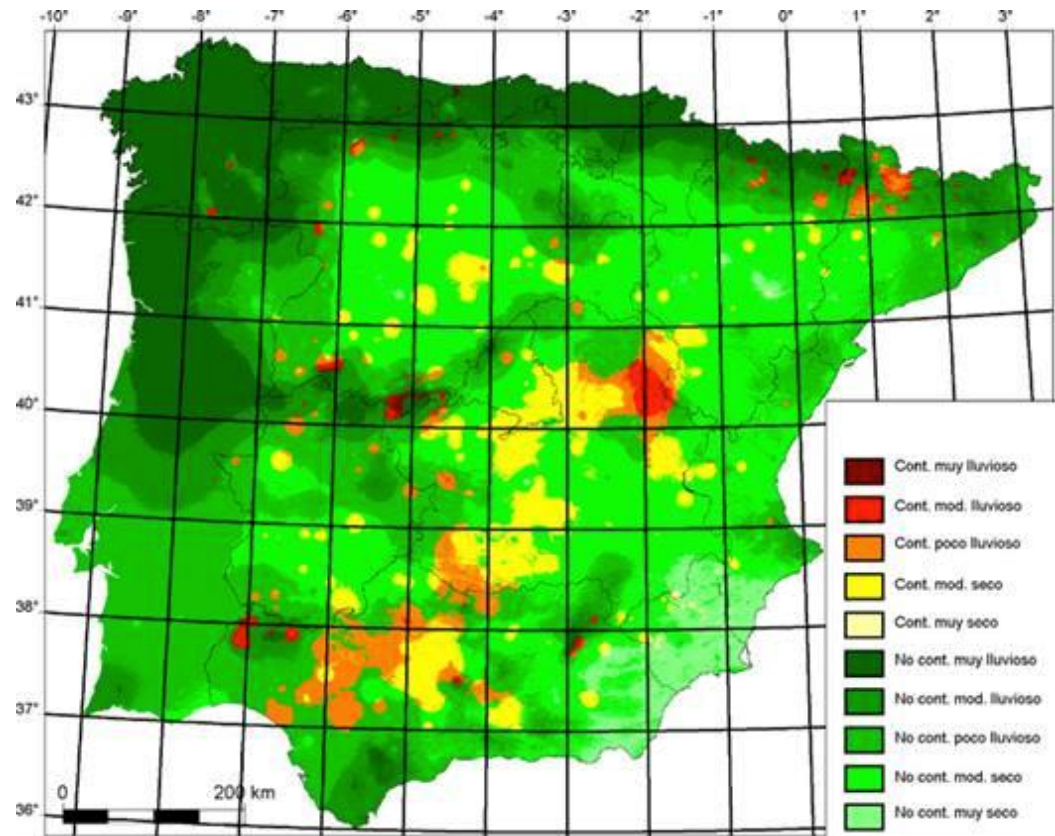 -10° -9° -8° -7° -6° -5° -4° -3° -2° -1° 0° 1° 2° 3°
43°
42°
41°
40°
39°
38°
37°
36°
Cont. muy lluvioso
Cont. mod. lluvioso
Cont. poco lluvioso
Cont. mod. seco
Cont. muy seco
No cont. muy lluvioso
No cont. mod. lluvioso
No cont. poco lluvioso
No cont. mod. seco
No cont. muy seco
0 200 km